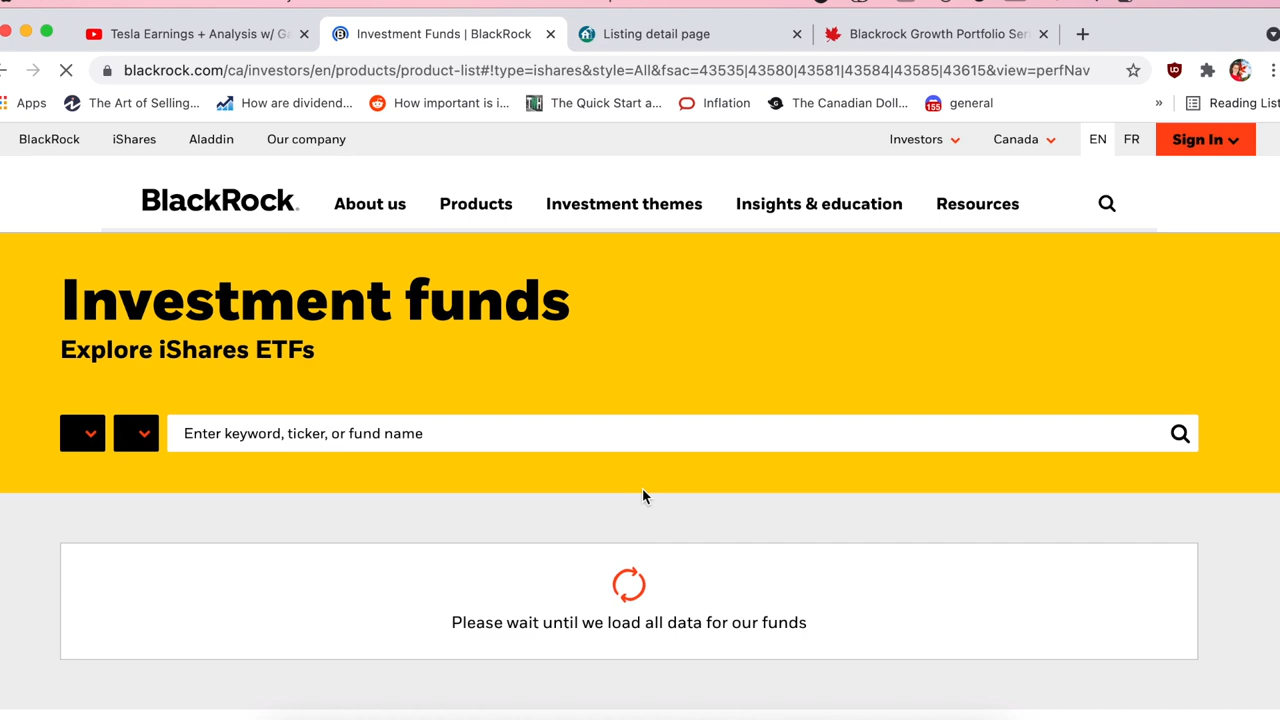 Tesla Earnings + Analysis w/ Ga
Investment Funds | BlackRock
Listing detail page
Blackrock Growth Portfolio Seri
blackrock.com/ca/investors/en/products/product-list#!type=ishares&style=All&fsac=43535|43580|43581|43584|43585|43615&view=perfNav
Apps
The Art of Selling...
How are dividend...
How important is i...
The Quick Start a...
Inflation
The Canadian Doll...
155
general
»
Reading List
BlackRock
iShares
Aladdin
Our company
Investors
Canada
EN
FR
Sign In
BlackRock.
About us
Products
Investment themes
Insights & education
Resources
Investment funds
Explore iShares ETFs
Enter keyword, ticker, or fund name
Please wait until we load all data for our funds